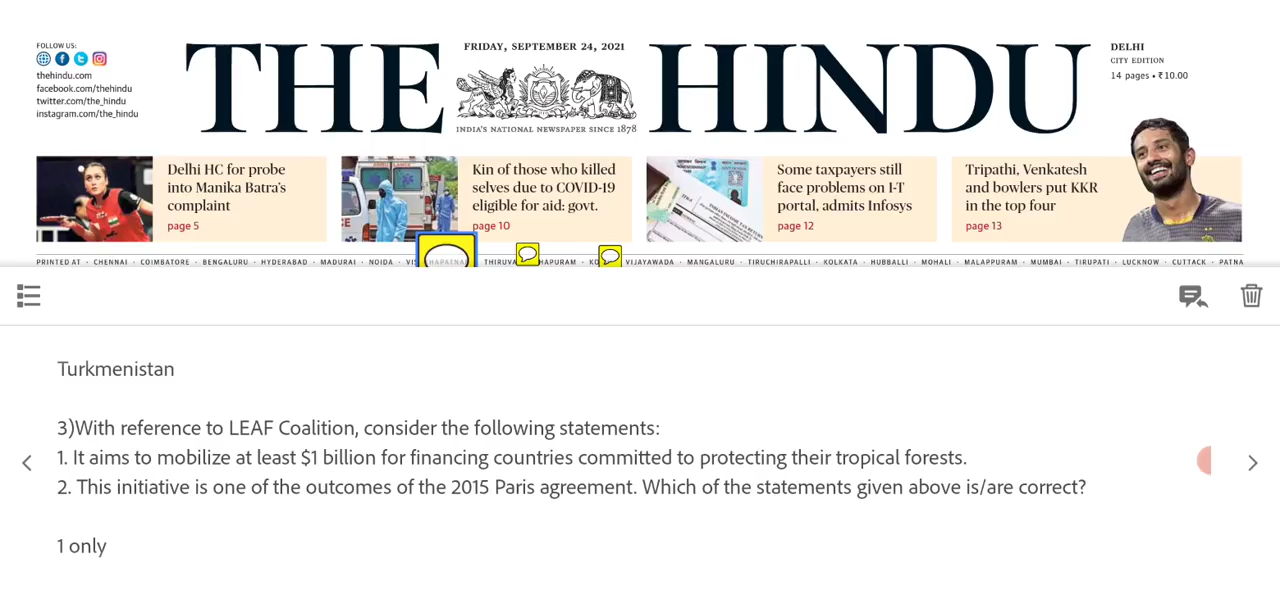 FOLLOW US:
thehindu.com
facebook.com/thehindu
twitter.com/the_hindu
instagram.com/the_hindu
THE HINDU
FRIDAY, SEPTEMBER 24, 2021
INDIA'S NATIONAL NEWSPAPER SINCE 1878
DELHI
CITY EDITION
14 pages • ₹10.00
Delhi HC for probe
into Manika Batra's
complaint
page 5
Kin of those who killed
selves due to COVID-19
eligible for aid: govt.
page 10
Some taxpayers still
face problems on I-T
portal, admits Infosys
page 12
Tripathi, Venkatesh
and bowlers put KKR
in the top four
page 13
PRINTED AT · CHENNAI · COIMBATORE · BENGALURU · HYDERABAD · MADURAI · NOIDA · VIJAYAWADA · MANGALURU · TIRUCHIRAPALLI · KOLKATA · HUBBALLI · MOHALI · MALAPPURAM · MUMBAI · TIRUPATI · LUCKNOW · CUTTACK · PATNA
Turkmenistan
3)With reference to LEAF Coalition, consider the following statements:
1. It aims to mobilize at least $1 billion for financing countries committed to protecting their tropical forests.
2. This initiative is one of the outcomes of the 2015 Paris agreement. Which of the statements given above is/are correct?
1 only